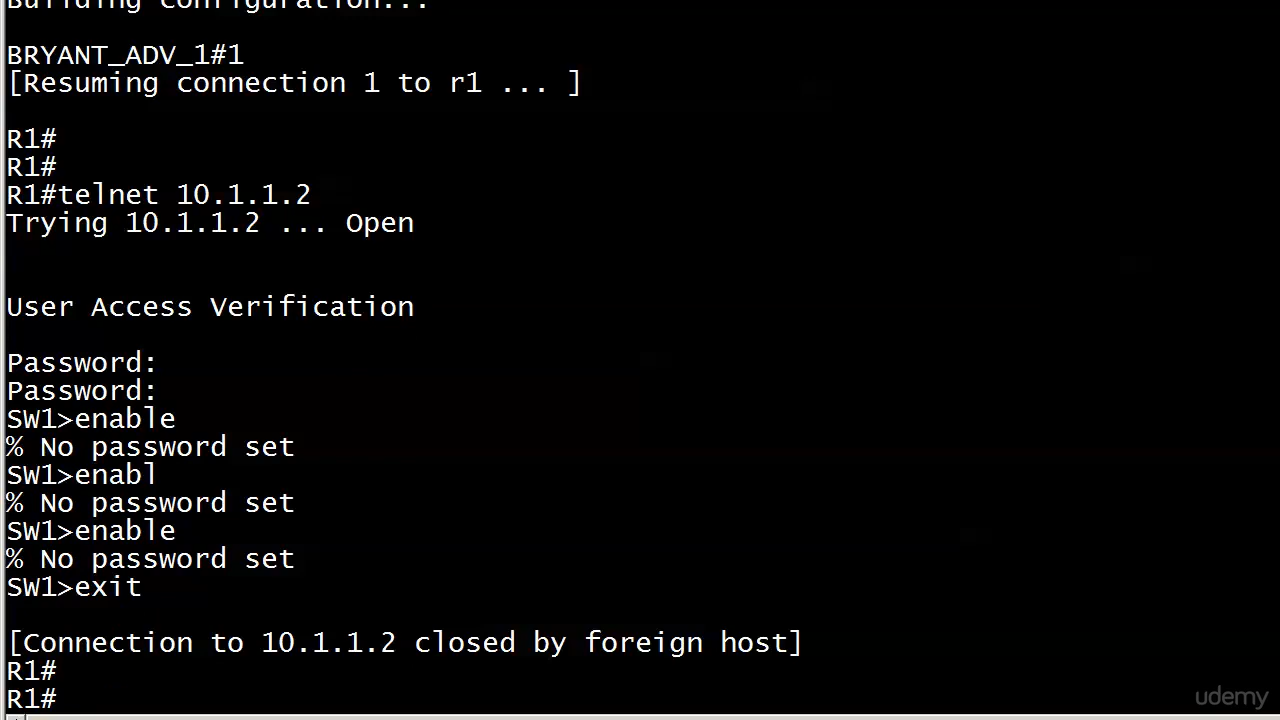 Building configuration...
BRYANT_ADV_1#1
[Resuming connection 1 to r1 ... ]
R1#
R1#
R1#telnet 10.1.1.2
Trying 10.1.1.2 ... Open
User Access Verification
Password:
Password:
SW1>enable
% No password set
SW1>enabl
% No password set
SW1>enable
% No password set
SW1>exit
[Connection to 10.1.1.2 closed by foreign host]
R1#
R1#
udemy